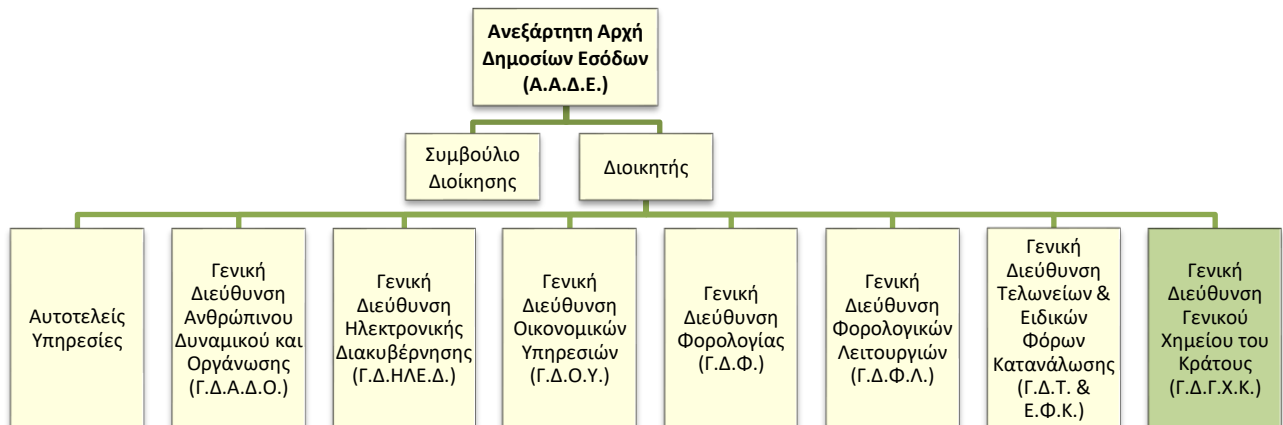 Ανεξάρτητη Αρχή
Δημοσίων Εσόδων
(Α.Α.Δ.Ε.)
Συμβούλιο
Διοίκησης
Διοικητής
Αυτοτελείς
Υπηρεσίες
Γενική
Διεύθυνση
Ανθρώπινου
Δυναμικού και
Οργάνωσης
(Γ.Δ.Α.Δ.Ο.)
Γενική
Διεύθυνση
Ηλεκτρονικής
Διακυβέρνησης
(Γ.Δ.ΗΛΕ.Δ.)
Γενική
Διεύθυνση
Οικονομικών
Υπηρεσιών
(Γ.Δ.Ο.Υ.)
Γενική
Διεύθυνση
Φορολογίας
(Γ.Δ.Φ.)
Γενική
Διεύθυνση
Φορολογικών
Λειτουργιών
(Γ.Δ.Φ.Λ.)
Γενική
Διεύθυνση
Τελωνείων &
Ειδικών
Φόρων
Κατανάλωσης
(Γ.Δ.Τ. &
Ε.Φ.Κ.)
Γενική
Διεύθυνση
Γενικού
Χημείου του
Κράτους
(Γ.Δ.Γ.Χ.Κ.)